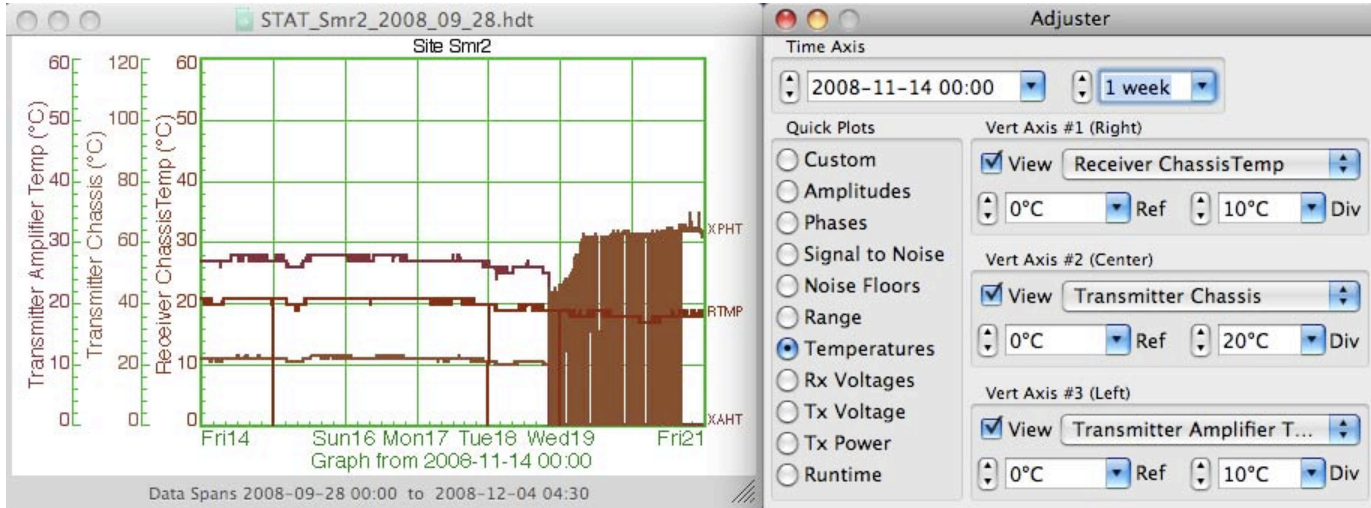 STAT_Smr2_2008_09_28.hdt
Site Smr2
Transmitter Amplifier Temp (°C)
60
50
40
30
20
10
0
Transmitter Chassis (°C)
120
100
80
60
40
20
0
Receiver ChassisTemp (°C)
60
50
40
30
20
10
0
XPHT
RTMP
XAHT
Fri14 Sun16 Mon17 Tue18 Wed19 Fri21
Graph from 2008-11-14 00:00
Data Spans 2008-09-28 00:00 to 2008-12-04 04:30
Adjuster
Time Axis
2008-11-14 00:00 1 week
Quick Plots
Custom
Amplitudes
Phases
Signal to Noise
Noise Floors
Range
Temperatures
Rx Voltages
Tx Voltage
Tx Power
Runtime
Vert Axis #1 (Right)
View Receiver ChassisTemp
0°C Ref 10°C Div
Vert Axis #2 (Center)
View Transmitter Chassis
0°C Ref 20°C Div
Vert Axis #3 (Left)
View Transmitter Amplifier T...
0°C Ref 10°C Div